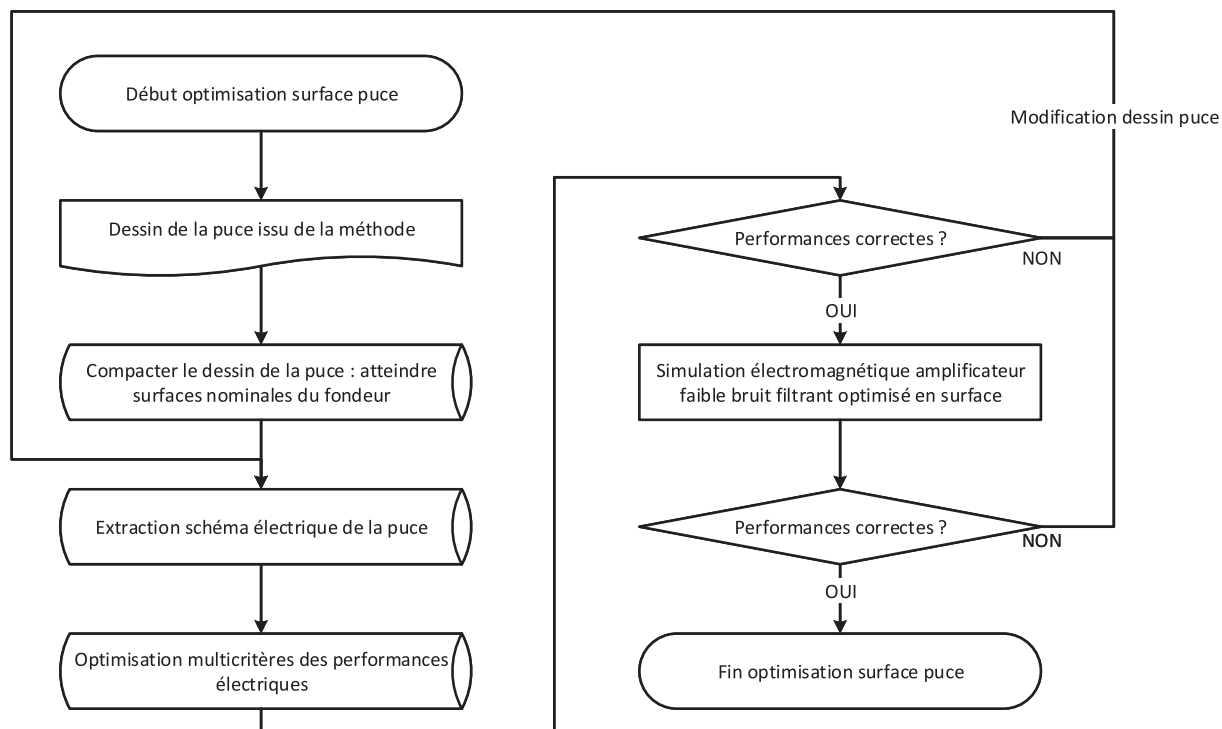 Début optimisation surface puce
Dessin de la puce issu de la méthode
Compacter le dessin de la puce : atteindre
surfaces nominales du fondeur
Extraction schéma électrique de la puce
Optimisation multicritères des performances
électriques
Modification dessin puce
Performances correctes ?
NON
OUI
Simulation électromagnétique amplificateur
faible bruit filtrant optimisé en surface
Performances correctes ?
NON
OUI
Fin optimisation surface puce